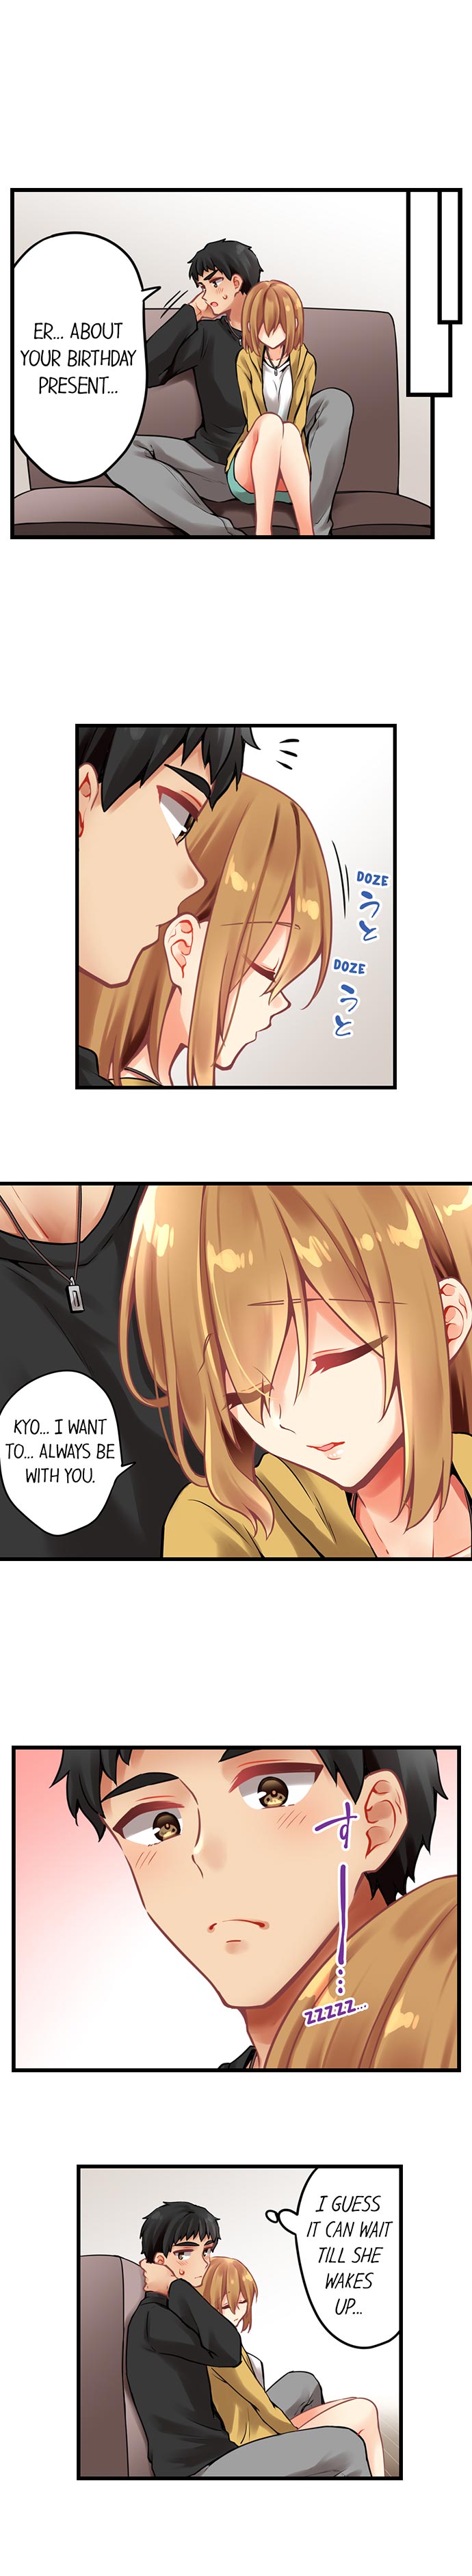 ER... ABOUT
YOUR BIRTHDAY
PRESENT...
DOZE
うと
DOZE
うと
KYO... I WANT
TO... ALWAYS BE
WITH YOU.
すー...
ZZZZZ...
I GUESS
IT CAN WAIT
TILL SHE
WAKES
UP...